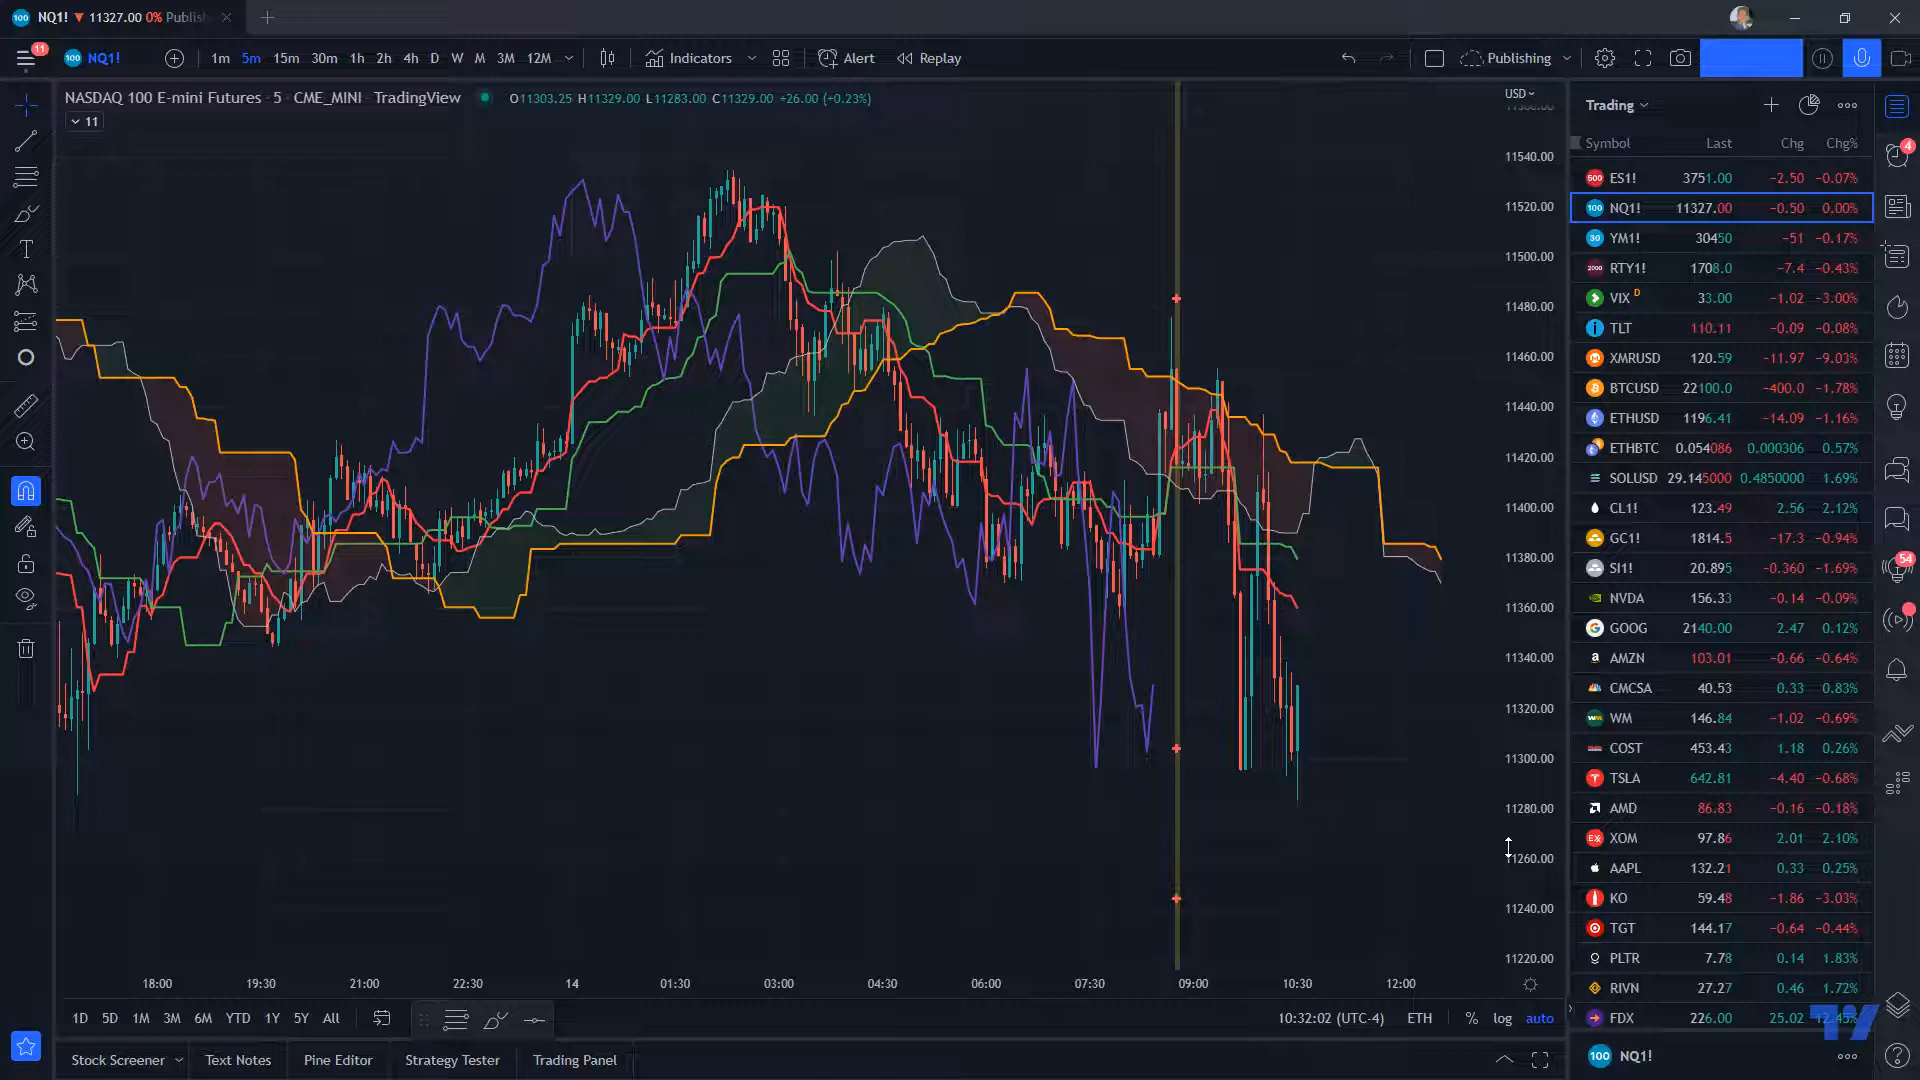 NQ1! ▼ 11327.00 0% Publish
11
100 NQ1! 1m 5m 15m 30m 1h 2h 4h D W M 3M 12M Indicators Alert Replay Publishing
NASDAQ 100 E-mini Futures · 5 · CME_MINI · TradingView O11303.25 H11329.00 L11283.00 C11329.00 +26.00 (+0.23%)
11
USD
11540.00
11520.00
11500.00
11480.00
11460.00
11440.00
11420.00
11400.00
11380.00
11360.00
11340.00
11320.00
11300.00
11280.00
11260.00
11240.00
11220.00
18:00 19:30 21:00 22:30 14 01:30 03:00 04:30 06:00 07:30 09:00 10:30 12:00
1D 5D 1M 3M 6M YTD 1Y 5Y All 10:32:02 (UTC-4) ETH % log auto
Stock Screener Text Notes Pine Editor Strategy Tester Trading Panel
Trading
Symbol Last Chg Chg%
500 ES1! 3751.00 −2.50 −0.07%
100 NQ1! 11327.00 −0.50 0.00%
30 YM1! 30450 −51 −0.17%
2000 RTY1! 1708.0 −7.4 −0.43%
VIX D 33.00 −1.02 −3.00%
TLT 110.11 −0.09 −0.08%
XMRUSD 120.59 −11.97 −9.03%
BTCUSD 22100.0 −400.0 −1.78%
ETHUSD 1196.41 −14.09 −1.16%
ETHBTC 0.054086 0.000306 0.57%
SOLUSD 29.145000 0.4850000 1.69%
CL1! 123.49 2.56 2.12%
GC1! 1814.5 −17.3 −0.94%
SI1! 20.895 −0.360 −1.69%
NVDA 156.33 −0.14 −0.09%
GOOG 2140.00 2.47 0.12%
AMZN 103.01 −0.66 −0.64%
CMCSA 40.53 0.33 0.83%
WM 146.84 −1.02 −0.69%
COST 453.43 1.18 0.26%
TSLA 642.81 −4.40 −0.68%
AMD 86.83 −0.16 −0.18%
XOM 97.86 2.01 2.10%
AAPL 132.21 0.33 0.25%
KO 59.48 −1.86 −3.03%
TGT 144.17 −0.64 −0.44%
PLTR 7.78 0.14 1.83%
RIVN 27.27 0.46 1.72%
FDX 226.00 25.02 12.45%
100 NQ1!
4
54